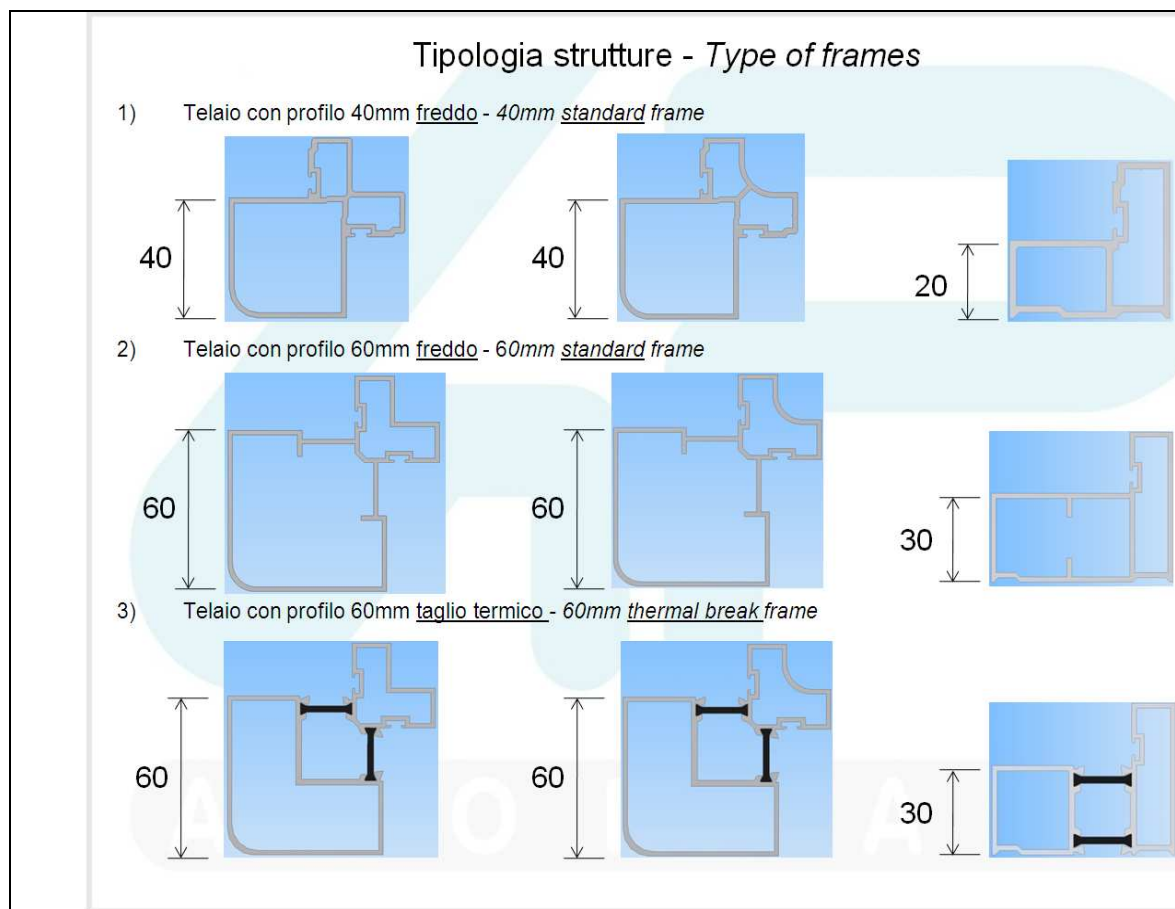 Tipologia strutture - Type of frames
1) Telaio con profilo 40mm freddo - 40mm standard frame
40
40
20
2) Telaio con profilo 60mm freddo - 60mm standard frame
60
60
30
3) Telaio con profilo 60mm taglio termico - 60mm thermal break frame
60
60
30